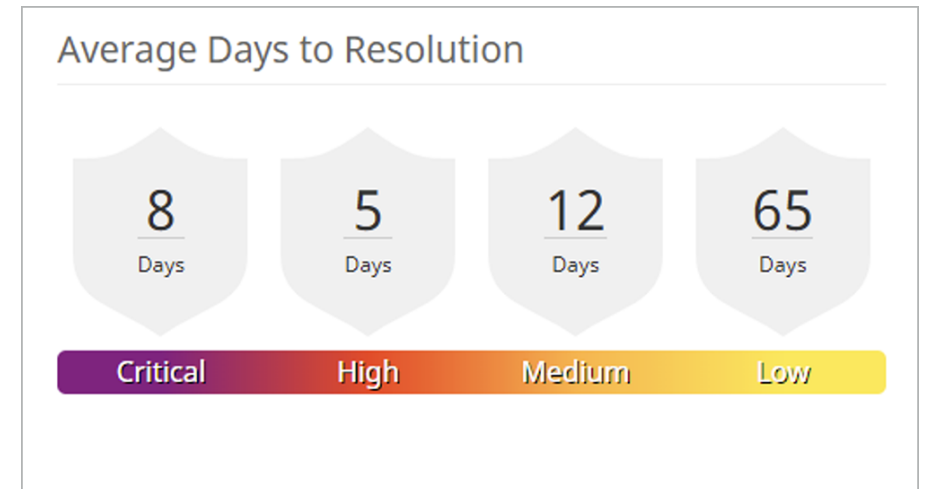 Average Days to Resolution
8 5 12 65
Days Days Days Days
Critical High Medium Low